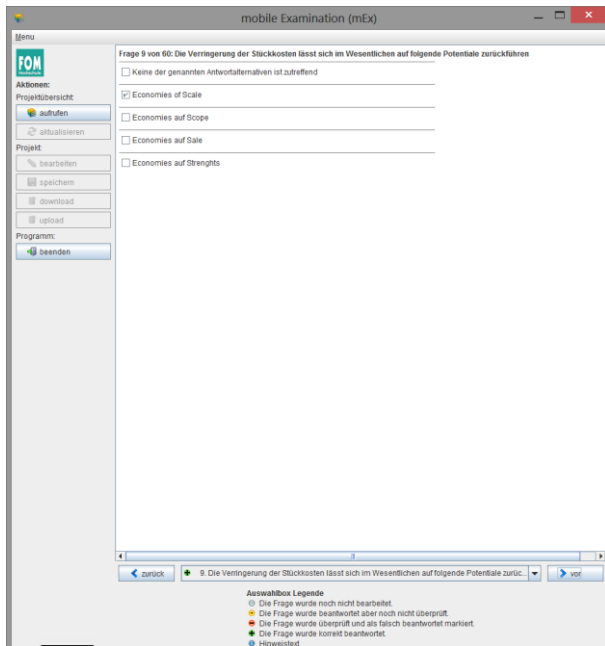 mobile Examination (mEx)
Menu
FOM
Hochschule
Aktionen:
Projektübersicht:
aufrufen
aktualisieren
Projekt:
bearbeiten
speichern
download
upload
Programm:
beenden
Frage 9 von 60: Die Verringerung der Stückkosten lässt sich im Wesentlichen auf folgende Potentiale zurückführen
Keine der genannten Antwortalternativen ist zutreffend
Economies of Scale
Economies auf Scope
Economies auf Sale
Economies auf Strenghts
zurück
9. Die Verringerung der Stückkosten lässt sich im Wesentlichen auf folgende Potentiale zurüc...
vor
Auswahlbox Legende
Die Frage wurde noch nicht bearbeitet.
Die Frage wurde beantwortet aber noch nicht überprüft.
Die Frage wurde überprüft und als falsch beantwortet markiert.
Die Frage wurde korrekt beantwortet.
Hinweistext